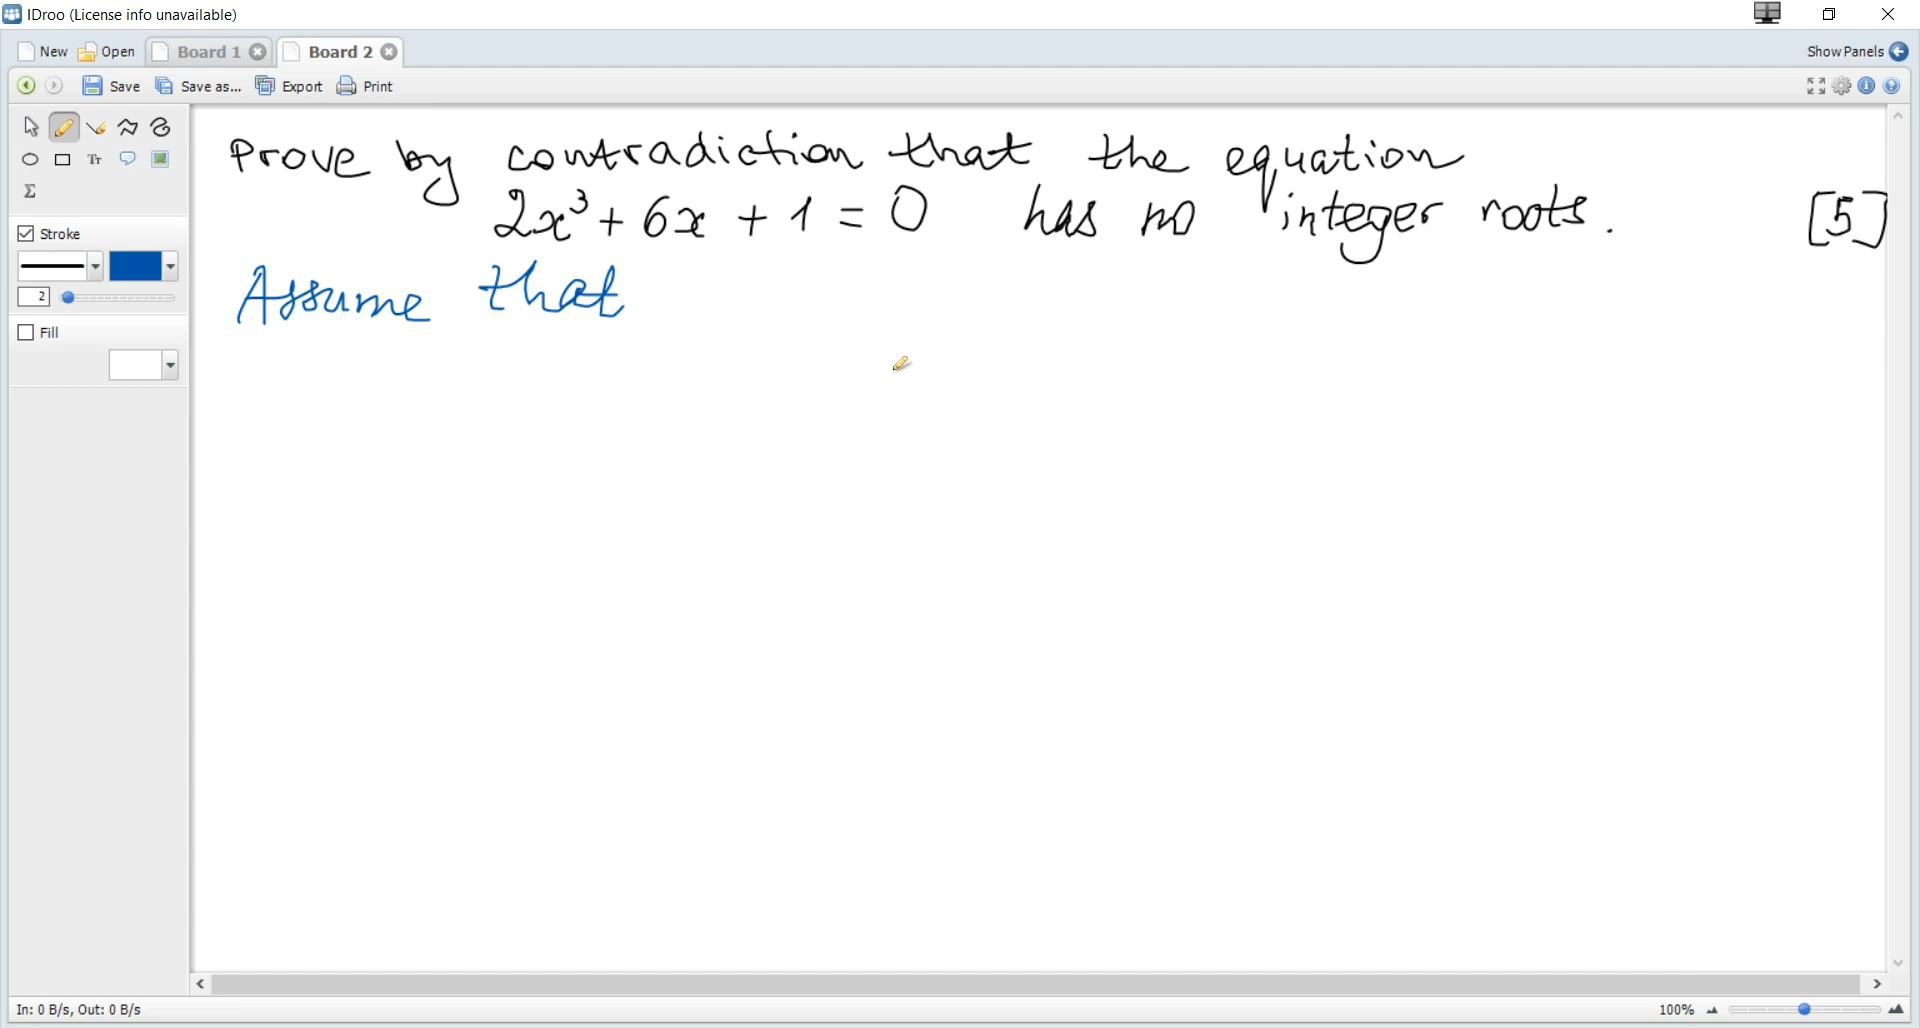 IDroo (License info unavailable)
New Open Board 1 Board 2 Show Panels
Save Save as... Export Print
Prove by contradiction that the equation
2x³ + 6x + 1 = 0 has no integer roots. [5]
Stroke
Assume that
2
Fill
In: 0 B/s, Out: 0 B/s 100%